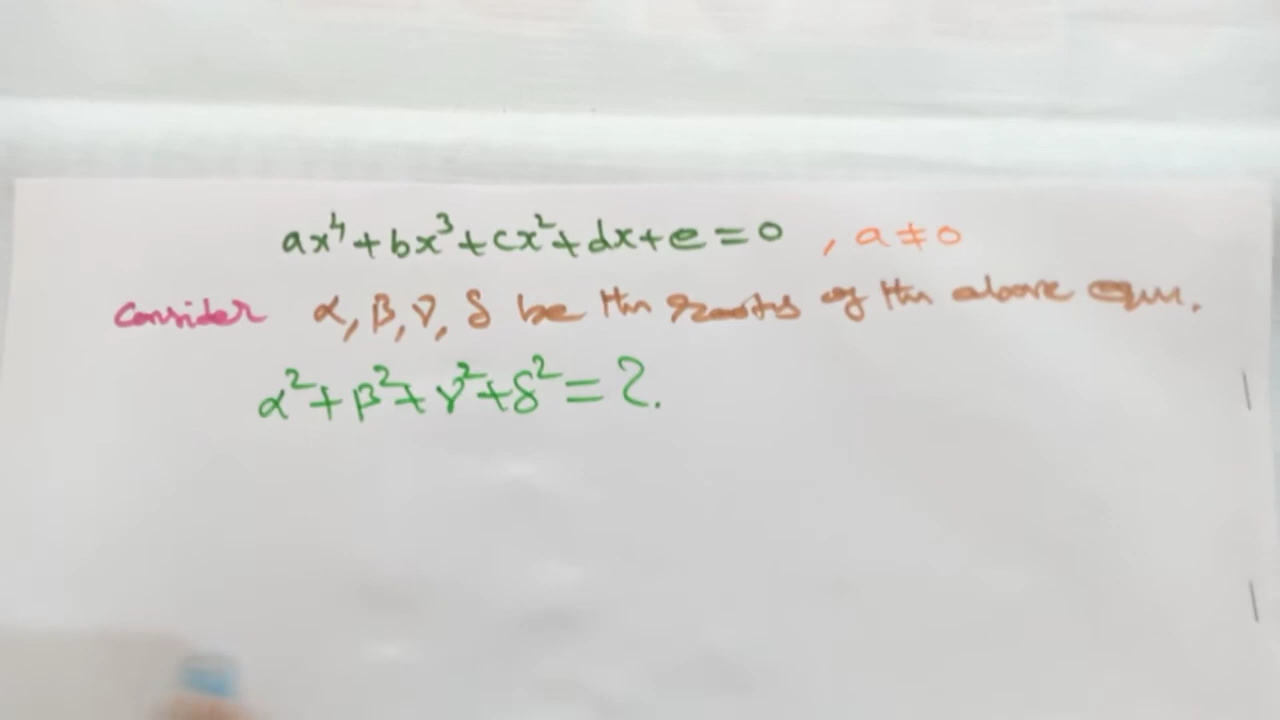 ax⁴+bx³+cx²+dx+e=0 , a≠0
Consider α, β, γ, δ be the roots of the above eqn.
α²+β²+γ²+δ²=?.